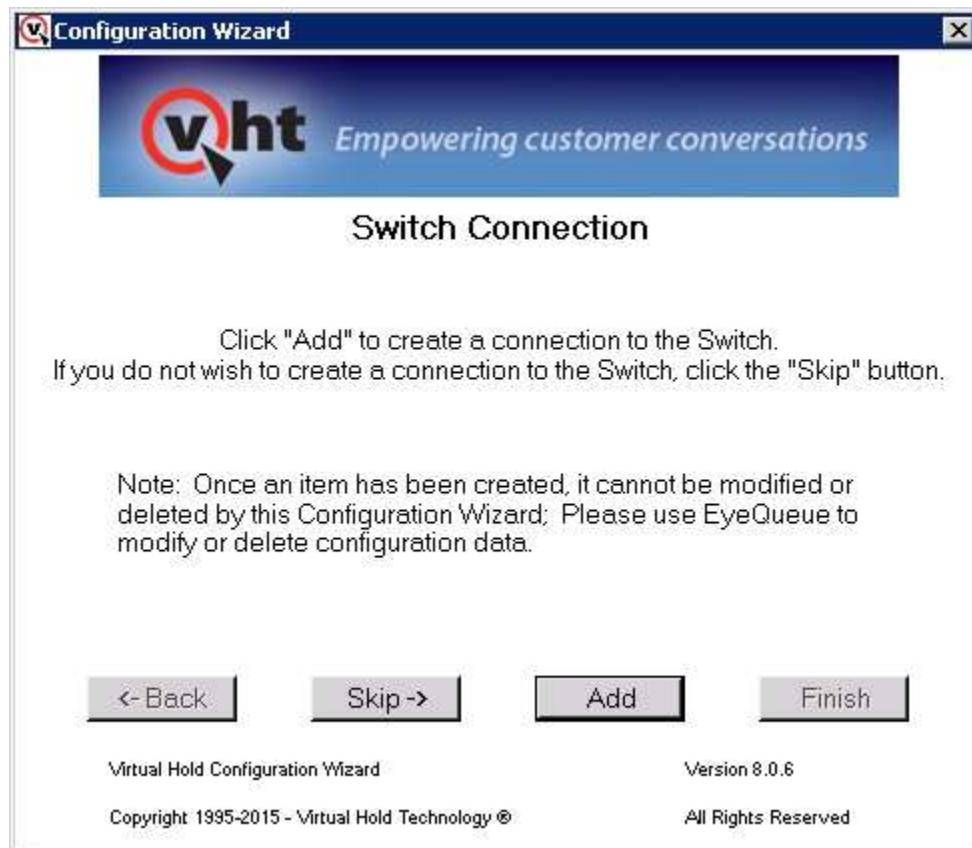 Configuration Wizard
vht Empowering customer conversations
Switch Connection
Click "Add" to create a connection to the Switch.
If you do not wish to create a connection to the Switch, click the "Skip" button.
Note:  Once an item has been created, it cannot be modified or
deleted by this Configuration Wizard;  Please use EyeQueue to
modify or delete configuration data.
<- Back Skip -> Add Finish
Virtual Hold Configuration Wizard Version 8.0.6
Copyright 1995-2015 - Virtual Hold Technology ® All Rights Reserved